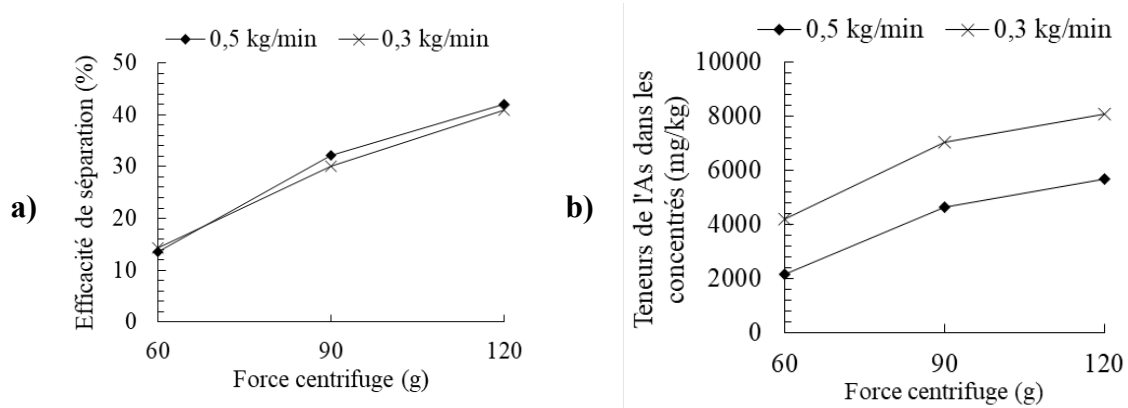 a)
0,5 kg/min 0,3 kg/min
Efficacité de séparation (%)
50
40
30
20
10
0
60 90 120
Force centrifuge (g)
b)
0,5 kg/min 0,3 kg/min
Teneurs de l'As dans les
concentrés (mg/kg)
10000
8000
6000
4000
2000
0
60 90 120
Force centrifuge (g)